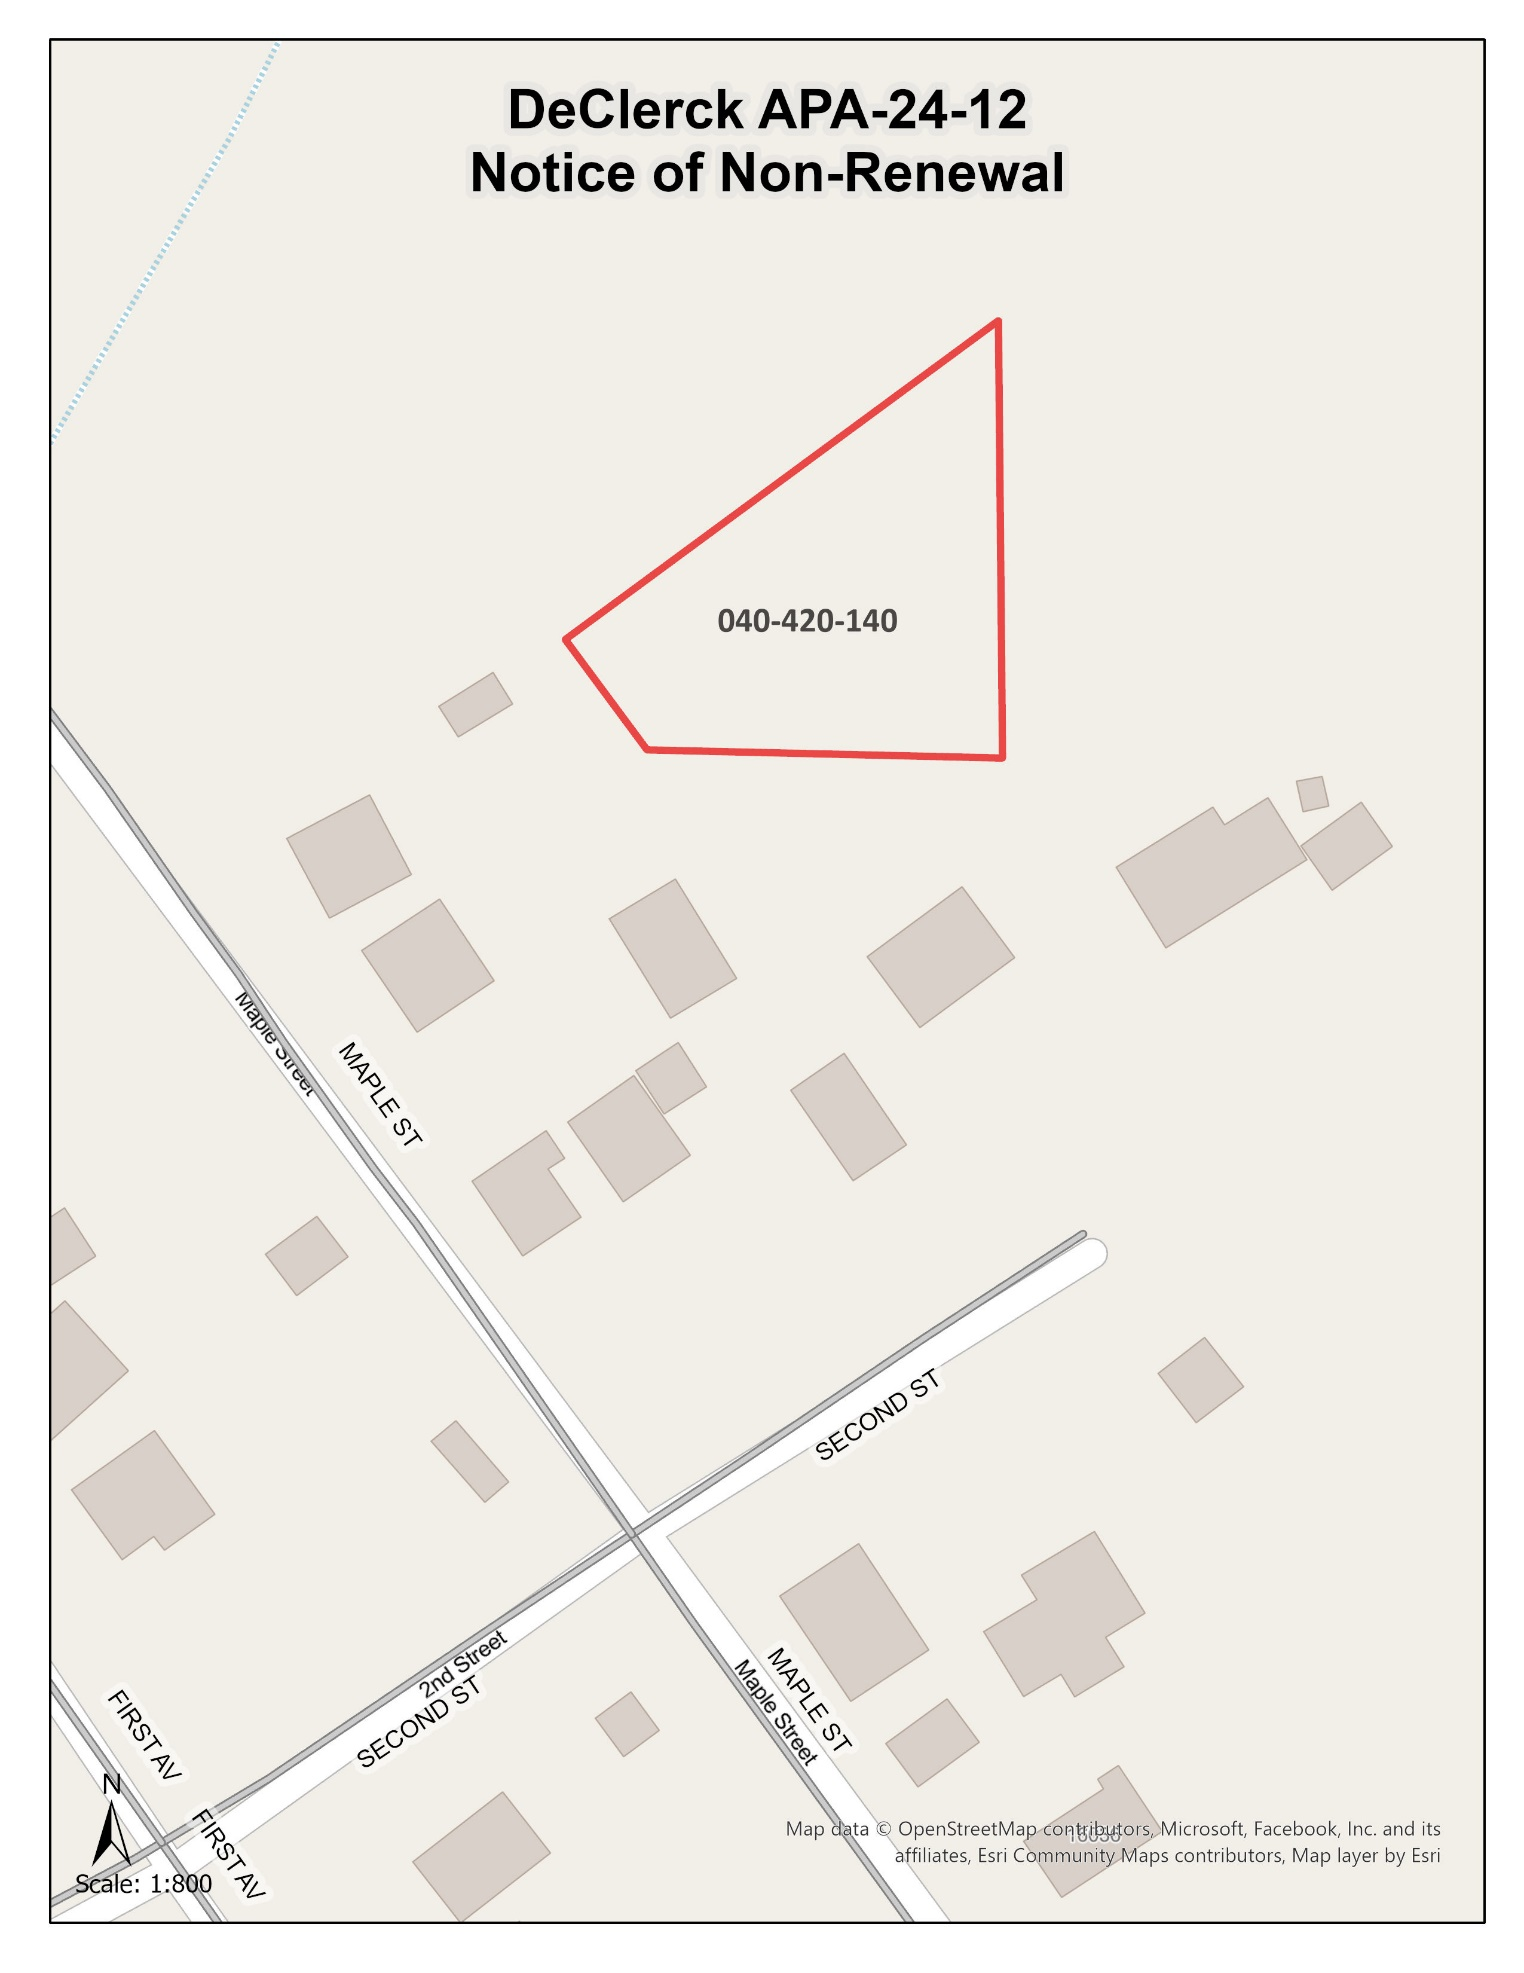 DeClerck APA-24-12
Notice of Non-Renewal
040-420-140
Maple Street
MAPLE ST
SECOND ST
2nd Street
SECOND ST
Maple Street
MAPLE ST
FIRST AV
FIRST AV
N
Scale: 1:800
Map data © OpenStreetMap contributors, Microsoft, Facebook, Inc. and its
affiliates, Esri Community Maps contributors, Map layer by Esri